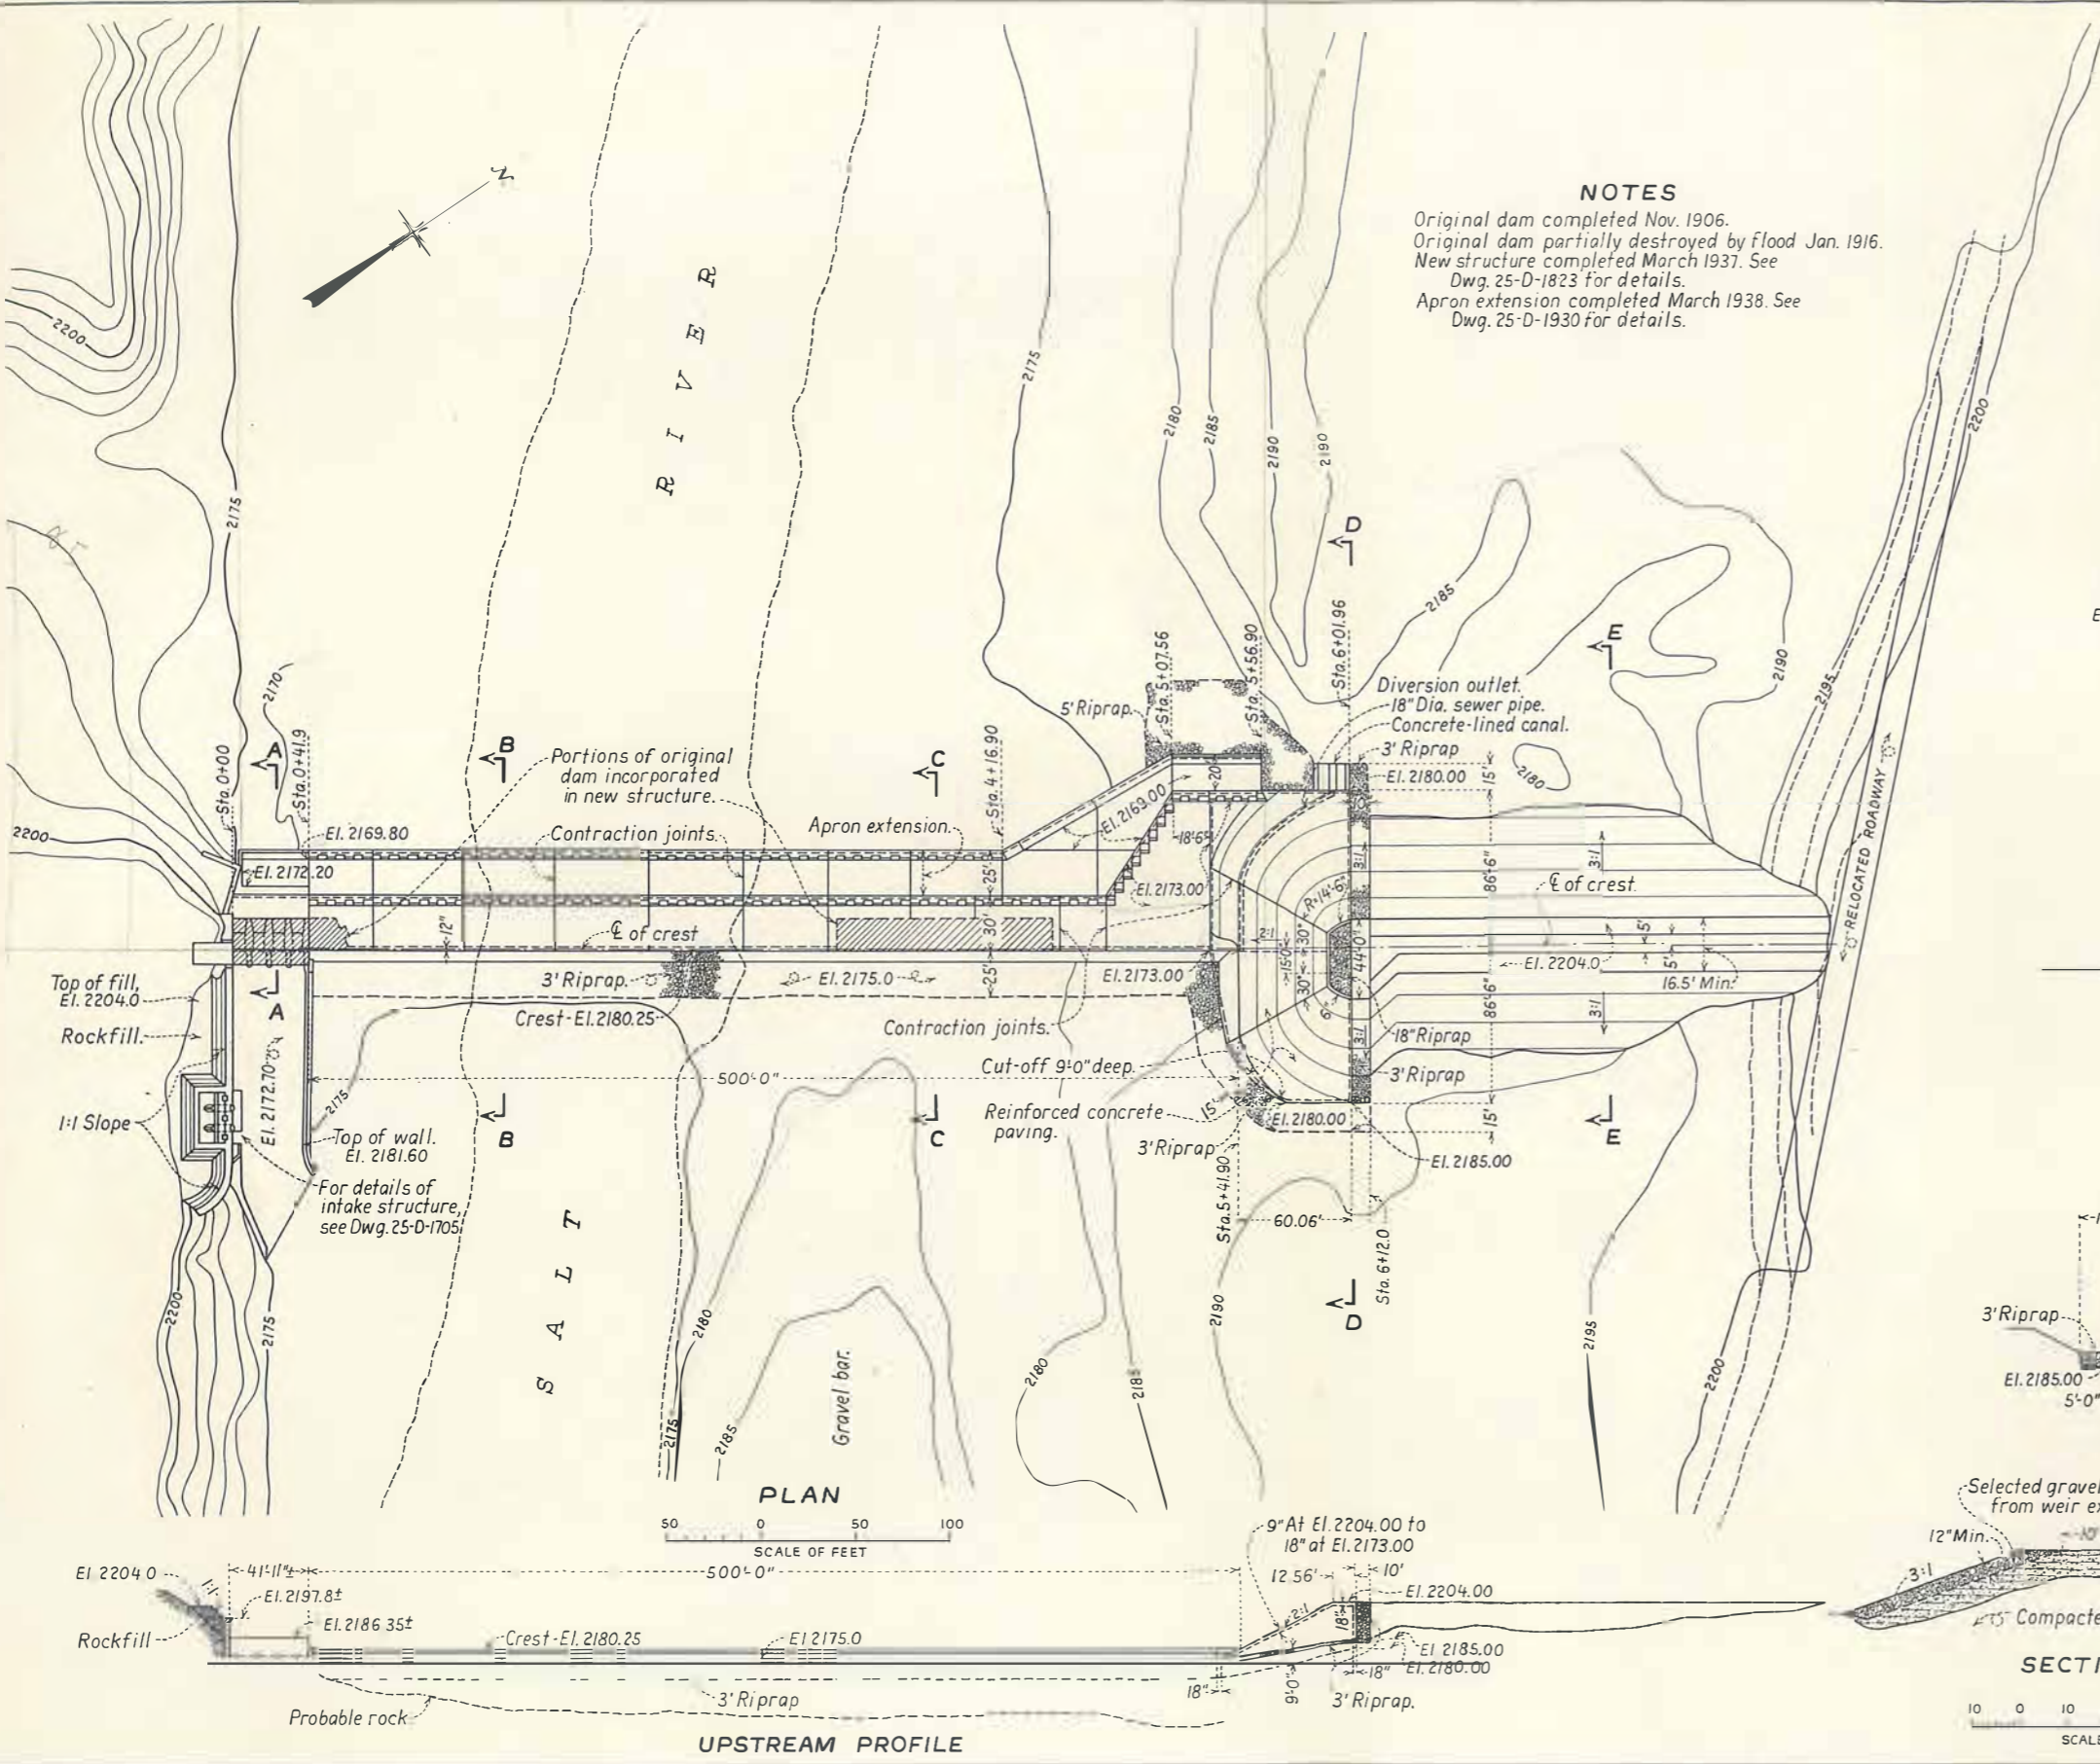 NOTES
Original dam completed Nov. 1906.
Original dam partially destroyed by flood Jan. 1916.
New structure completed March 1937. See
Dwg. 25-D-1823 for details.
Apron extension completed March 1938. See
Dwg. 25-D-1930 for details.
N
RIVER
2200
2175
2175
2180
2185
2190
2190
2200
D
2185
E
2190
2195
RELOCATED ROADWAY
2170
A
B
C
Sta. 0+00
Sta. 0+41.9
Sta. 4+16.90
Sta. 5+07.56
Sta. 5+56.90
Sta. 6+01.96
5' Riprap.
Diversion outlet.
18" Dia. sewer pipe.
Concrete-lined canal.
3' Riprap
El. 2180.00
15'
2180
Portions of original
dam incorporated
in new structure.
2200
El. 2169.80
Contraction joints.
Apron extension.
El. 2169.00
20'
18'-6"
El. 2172.20
25'
El. 2173.00
R=14'-6"
3:1
86'-6"
3:1
℄ of crest.
12"
℄ of crest
30'
2:1
15'-0"
30°
30°
44'-0"
5'
5'
El. 2204.0
16.5' Min.
Top of fill,
El. 2204.0
3' Riprap.
El. 2175.0
25'
El. 2173.00
A
Rockfill.
Crest-El. 2180.25
Contraction joints.
6"
3:1
18" Riprap
86'-6"
3:1
El. 2172.70
500'-0"
Cut-off 9'-0" deep.
3' Riprap
2175
1:1 Slope
B
C
Reinforced concrete
paving.
15'
El. 2180.00
15'
E
Top of wall.
El. 2181.60
3' Riprap
El. 2185.00
For details of
intake structure,
see Dwg. 25-D-1705
Sta. 5+41.90
60.06'
Sta. 6+12.0
SALT
D
2200
2175
2175
2180
2185
Gravel bar.
2180
2185
2190
2195
2200
3' Riprap
El. 2185.00
5'-0"
PLAN
50 0 50 100
SCALE OF FEET
El 2204 0
1:1
41'-11"±
El. 2197.8±
El 2186 35±
Rockfill
500'-0"
Crest-El. 2180.25
El 2175.0
9" At El. 2204.00 to
18" at El. 2173.00
12.56'
10'
El. 2204.00
2:1
18"
El 2185.00
El. 2180.00
18"
9'-0"
18"
3' Riprap.
3' Riprap
Probable rock
UPSTREAM PROFILE
Selected gravel
from weir
12" Min.
10'
3:1
Compacte
SECTI
10 0 10
SCAL